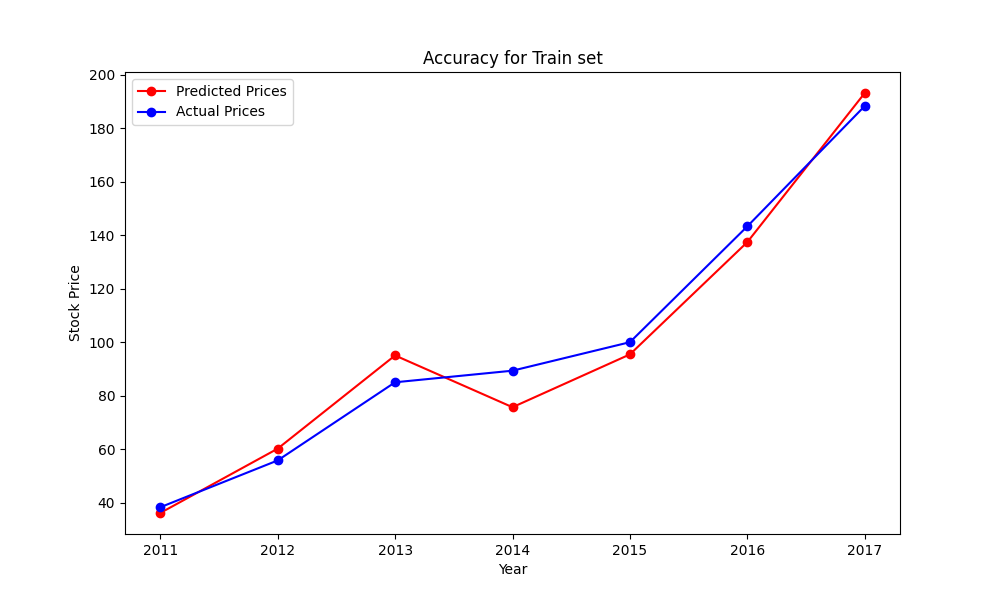 Accuracy for Train set
Predicted Prices
Actual Prices
200
180
160
140
120
100
80
60
40
Stock Price
2011 2012 2013 2014 2015 2016 2017
Year